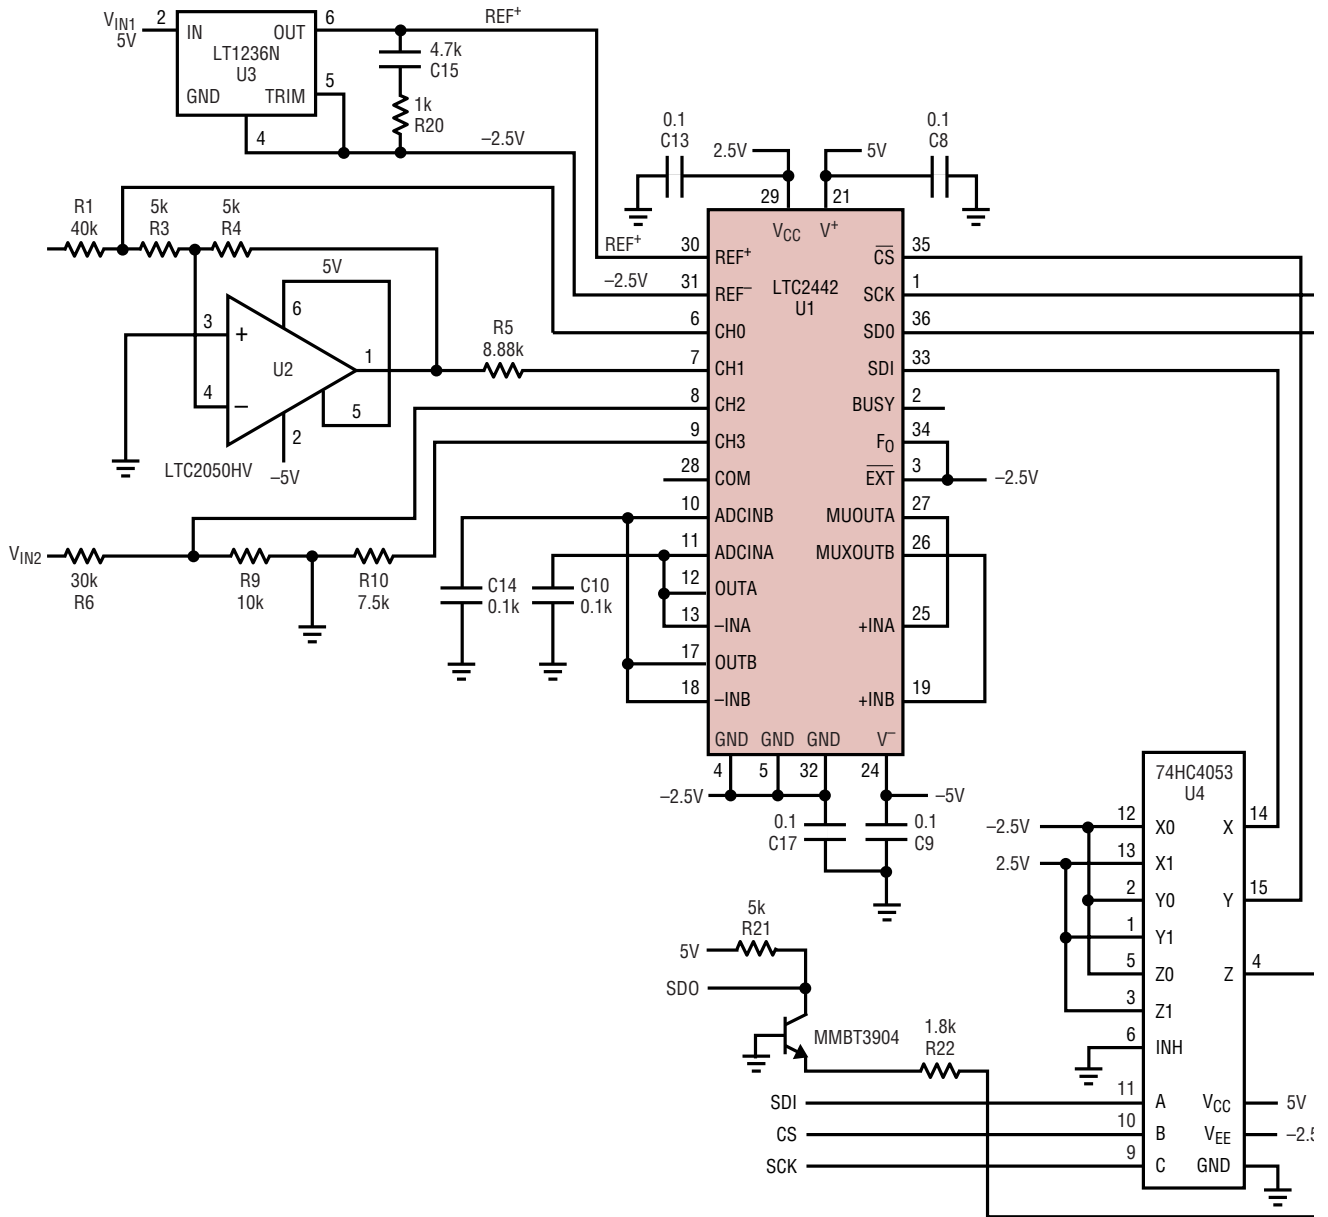 VIN1 2 IN OUT 6 REF+
5V
LT1236N
U3
5
GND TRIM
4
4.7k
C15
1k
R20
–2.5V
0.1
C13
2.5V
0.1
C8
5V
29 21
R1
40k
5k
R3
5k
R4
5V
6
3
+
U2
1
4
–
5
2
LTC2050HV
–5V
R5
8.88k
VIN2
30k
R6
R9
10k
R10
7.5k
C14
0.1k
C10
0.1k
VCC V+
LTC2442
U1
REF+ 30 REF+
–2.5V 31 REF–
6 CH0
7 CH1
8 CH2
9 CH3
28 COM
10 ADCINB
11 ADCINA
12 OUTA
13 –INA
17 OUTB
18 –INB
CS 35
SCK 1
SD0 36
SDI 33
BUSY 2
FO 34
EXT 3 –2.5V
MUOUTA 27
MUXOUTB 26
+INA 25
+INB 19
GND GND GND V–
4 5 32 24
–2.5V
–5V
0.1
C17
0.1
C9
5k
R21
5V
SDO
MMBT3904
1.8k
R22
SDI
CS
SCK
74HC4053
U4
–2.5V 12 X0 X 14
2.5V 13 X1
2 Y0 Y 15
1 Y1
5 Z0 Z 4
3 Z1
6 INH
11 A VCC 5V
10 B VEE –2.5
9 C GND